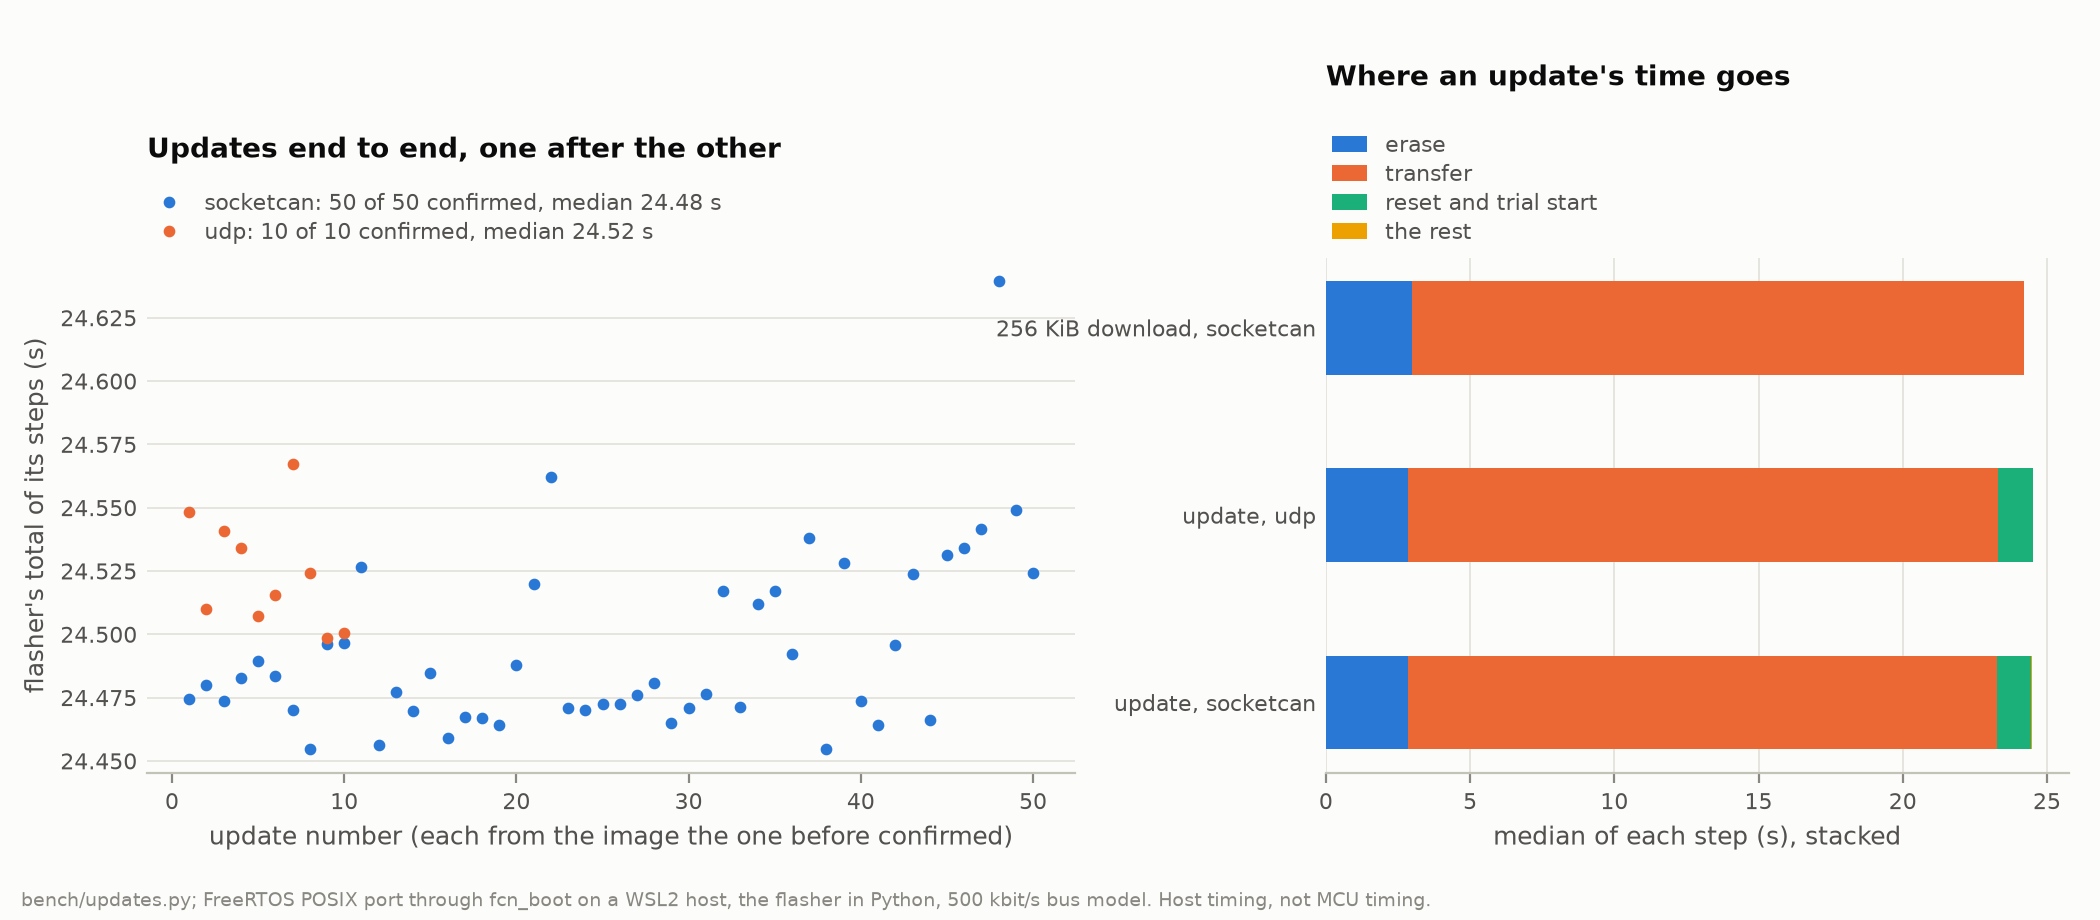 Updates end to end, one after the other
socketcan: 50 of 50 confirmed, median 24.48 s
udp: 10 of 10 confirmed, median 24.52 s
flasher's total of its steps (s)
24.625
24.600
24.575
24.550
24.525
24.500
24.475
24.450
0 10 20 30 40 50
update number (each from the image the one before confirmed)
Where an update's time goes
erase
transfer
reset and trial start
the rest
256 KiB download, socketcan
update, udp
update, socketcan
0 5 10 15 20 25
median of each step (s), stacked
bench/updates.py; FreeRTOS POSIX port through fcn_boot on a WSL2 host, the flasher in Python, 500 kbit/s bus model. Host timing, not MCU timing.